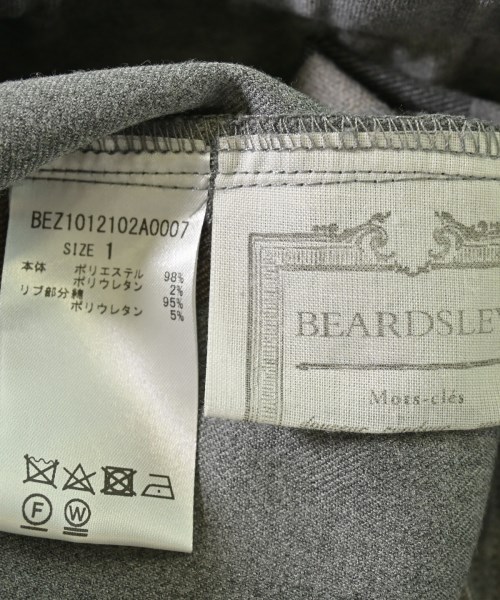 BEZ1012102A0007
SIZE 1
本体 ポリエステル 98%
ポリウレタン 2%
リブ部分 綿 95%
ポリウレタン 5%
F W
BEARDSLEY
Mots-clés